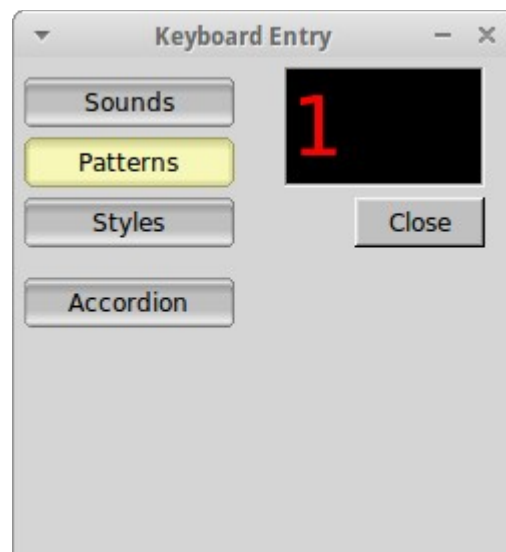 Keyboard Entry
Sounds
1
Patterns
Styles
Close
Accordion